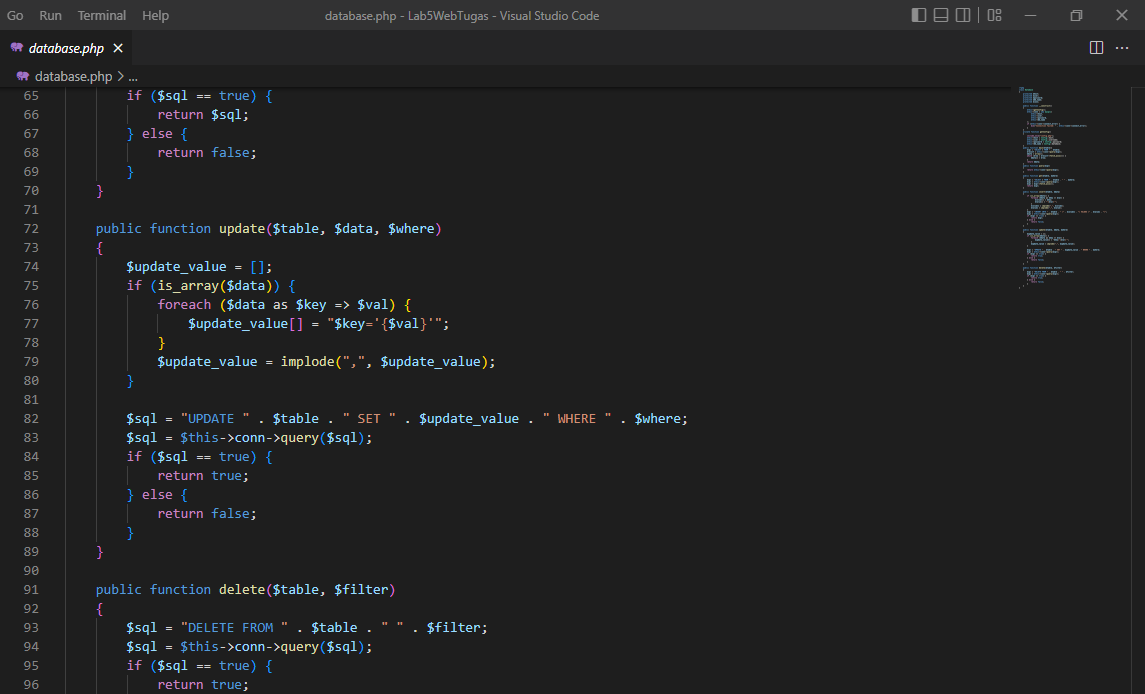 Go Run Terminal Help database.php - Lab5WebTugas - Visual Studio Code
database.php
database.php > ...
65 if ($sql == true) {
66 return $sql;
67 } else {
68 return false;
69 }
70 }
71
72 public function update($table, $data, $where)
73 {
74 $update_value = [];
75 if (is_array($data)) {
76 foreach ($data as $key => $val) {
77 $update_value[] = "$key='{$val}'";
78 }
79 $update_value = implode(",", $update_value);
80 }
81
82 $sql = "UPDATE " . $table . " SET " . $update_value . " WHERE " . $where;
83 $sql = $this->conn->query($sql);
84 if ($sql == true) {
85 return true;
86 } else {
87 return false;
88 }
89 }
90
91 public function delete($table, $filter)
92 {
93 $sql = "DELETE FROM " . $table . " " . $filter;
94 $sql = $this->conn->query($sql);
95 if ($sql == true) {
96 return true;